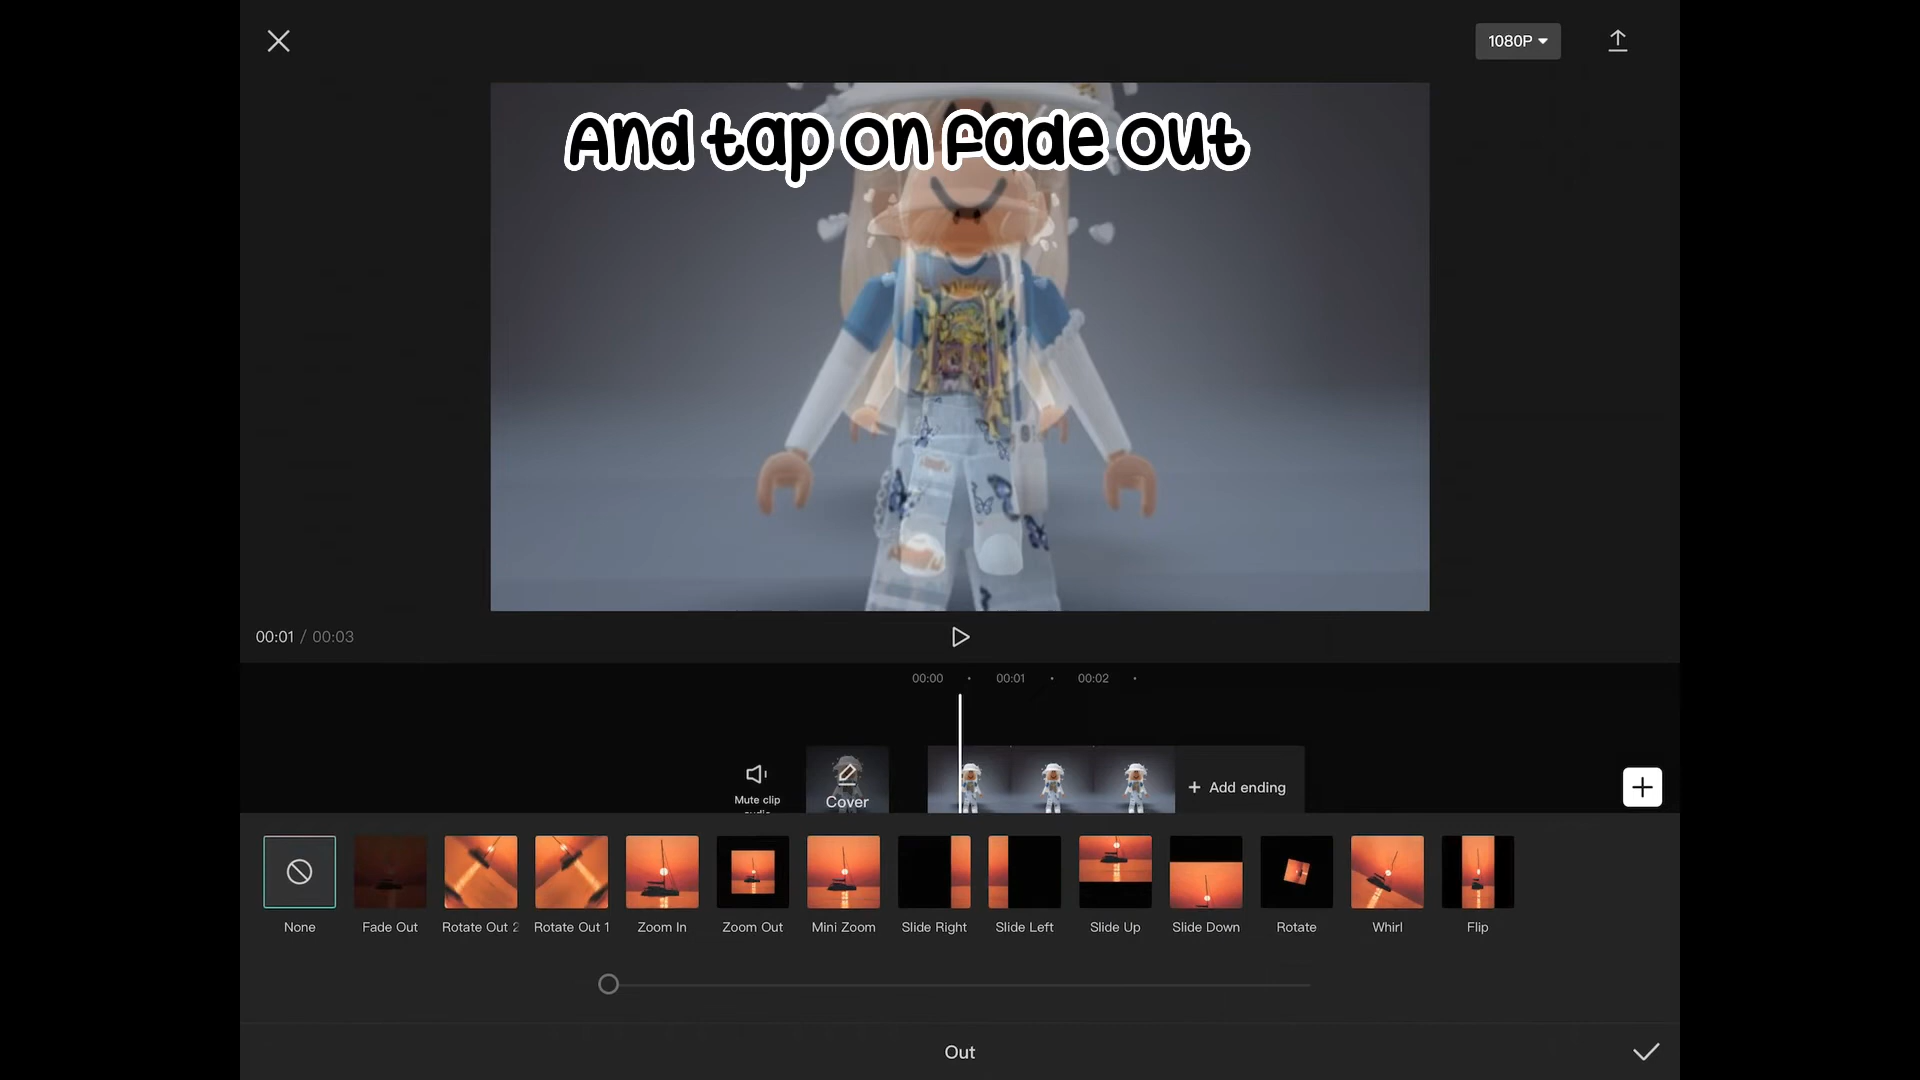 1080P
And tap on fade out
00:01 / 00:03
00:00 00:01 00:02
Mute clip
audio
Cover
+ Add ending
None Fade Out Rotate Out 2 Rotate Out 1 Zoom In Zoom Out Mini Zoom Slide Right Slide Left Slide Up Slide Down Rotate Whirl Flip
Out